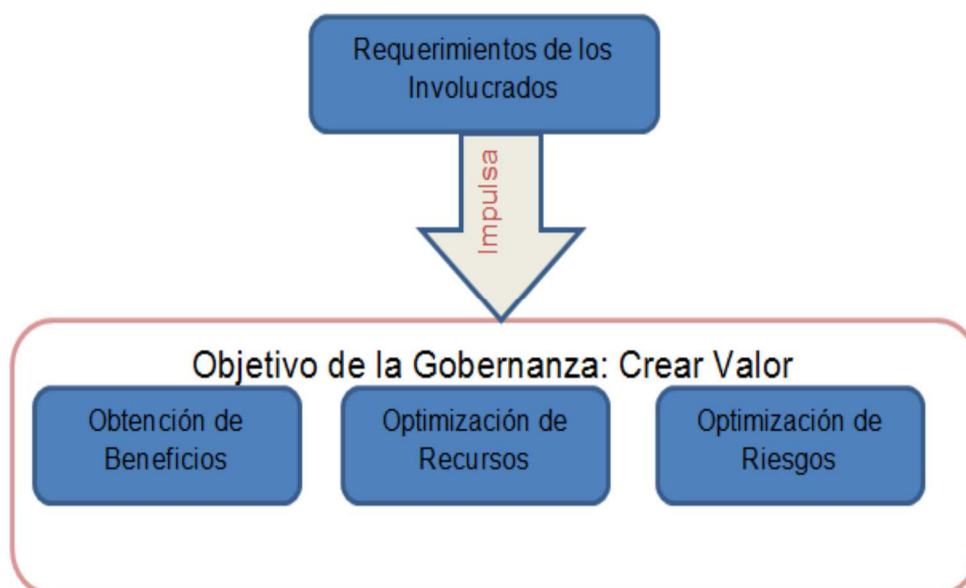 Requerimientos de los
Involucrados
Impulsa
Objetivo de la Gobernanza: Crear Valor
Obtención de
Beneficios
Optimización de
Recursos
Optimización de
Riesgos